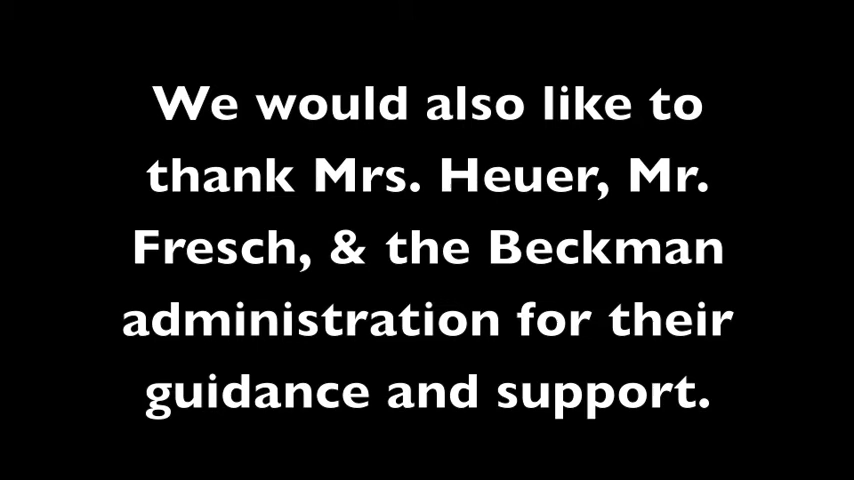 We would also like to
thank Mrs. Heuer, Mr.
Fresch, & the Beckman
administration for their
guidance and support.